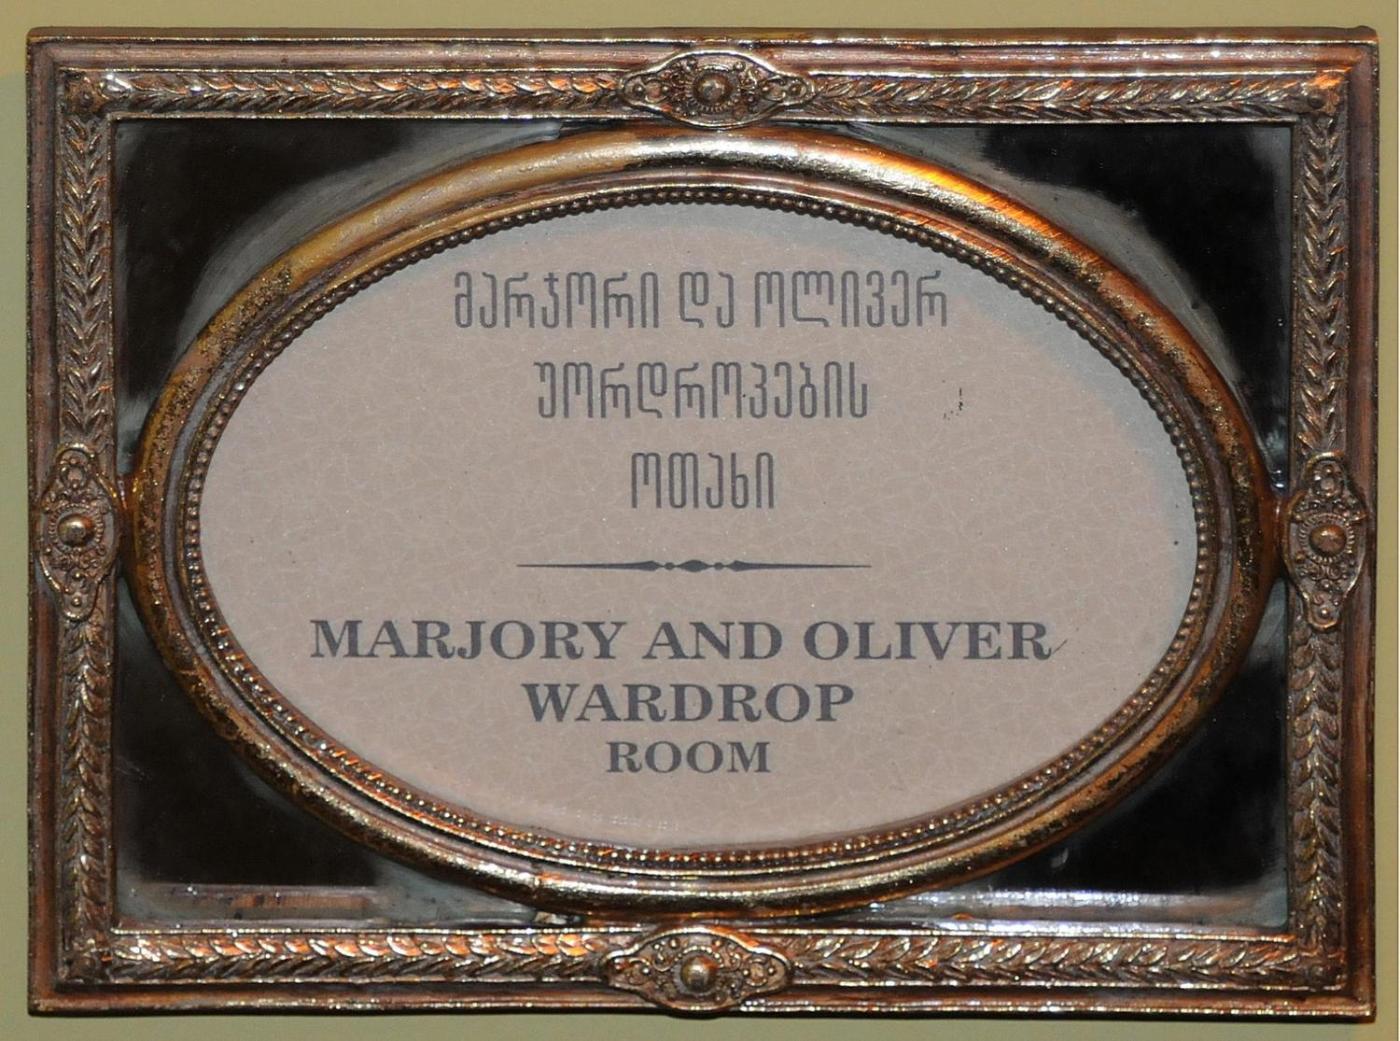 მარჯორი და ოლივერ
უორდროპების
ოთახი
MARJORY AND OLIVER
WARDROP
ROOM